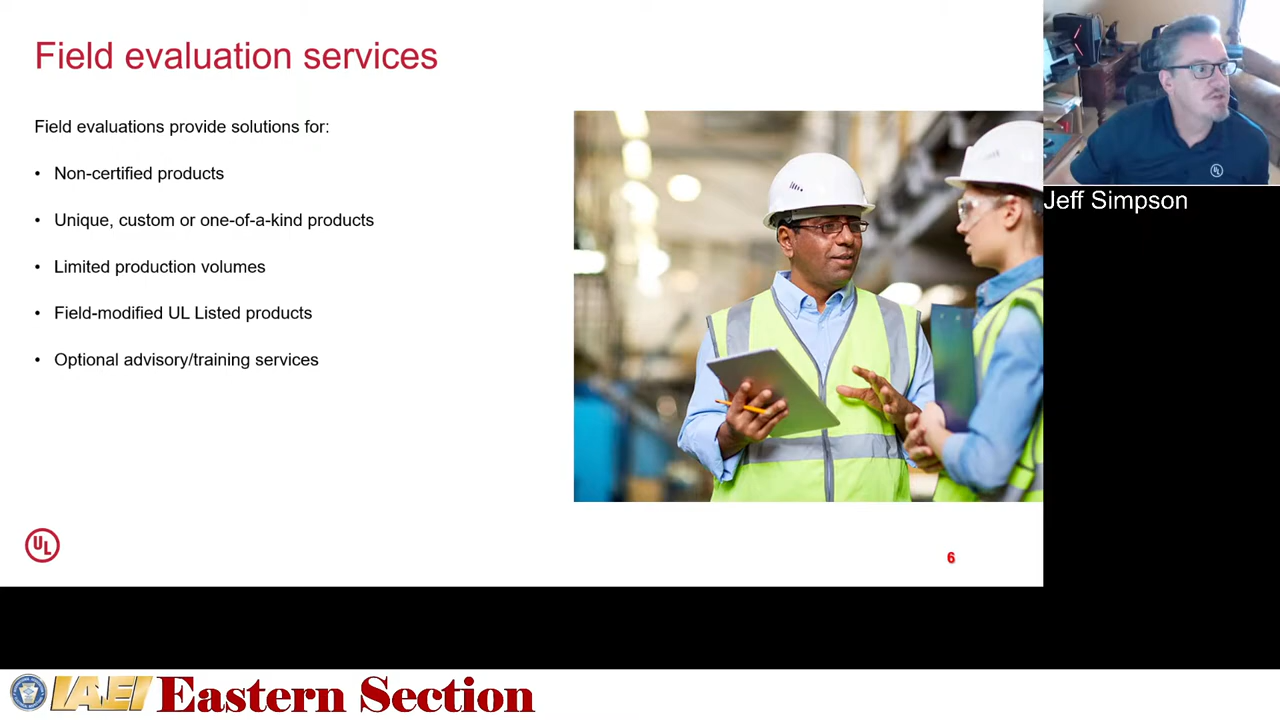 Field evaluation services
Field evaluations provide solutions for:
• Non-certified products
• Unique, custom or one-of-a-kind products
• Limited production volumes
• Field-modified UL Listed products
• Optional advisory/training services
UL
6
UL
Jeff Simpson
IAEI Eastern Section